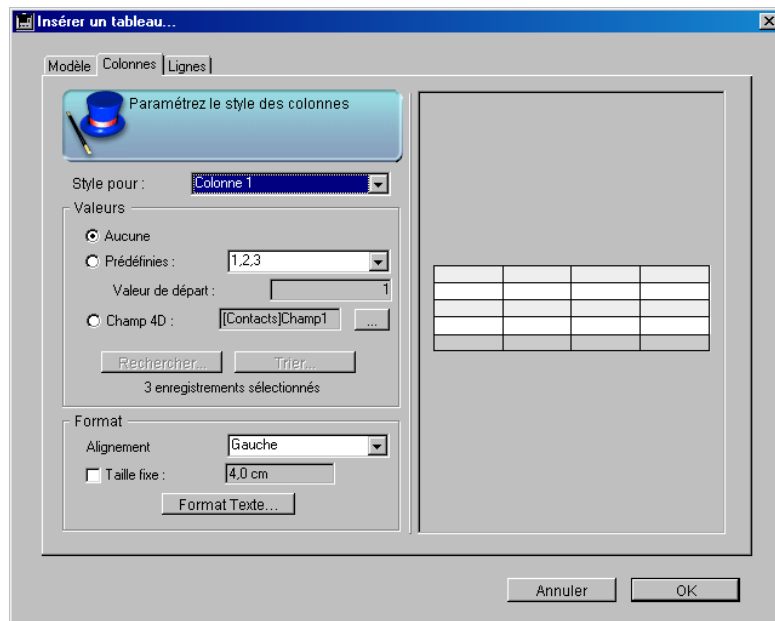 Insérer un tableau...
Modèle Colonnes Lignes
Paramétrez le style des colonnes
Style pour : Colonne 1
Valeurs
Aucune
Prédéfinies : 1,2,3
Valeur de départ : 1
Champ 4D : [Contacts]Champ1 ...
Rechercher... Trier...
3 enregistrements sélectionnés
Format
Alignement Gauche
Taille fixe : 4,0 cm
Format Texte...
Annuler OK